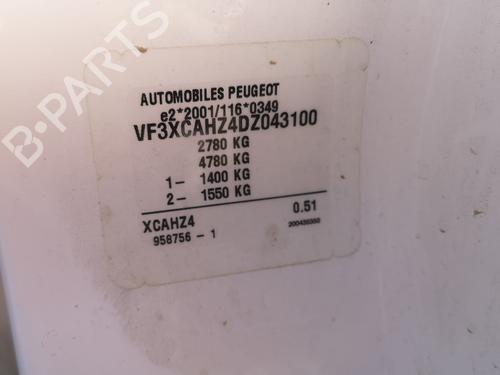 AUTOMOBILES PEUGEOT
e2*2001/116*0349
VF3XCAHZ4DZ043100
2780 KG
4780 KG
1- 1400 KG
2- 1550 KG
XCAHZ4 0.51
958756 - 1
B-PARTS